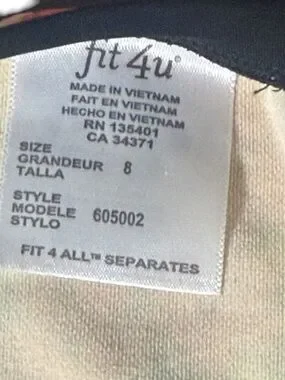 fit 4u®
MADE IN VIETNAM
FAIT EN VIETNAM
HECHO EN VIETNAM
RN 135401
CA 34371
SIZE
GRANDEUR 8
TALLA
STYLE
MODELE 605002
STYLO
FIT 4 ALL™ SEPARATES